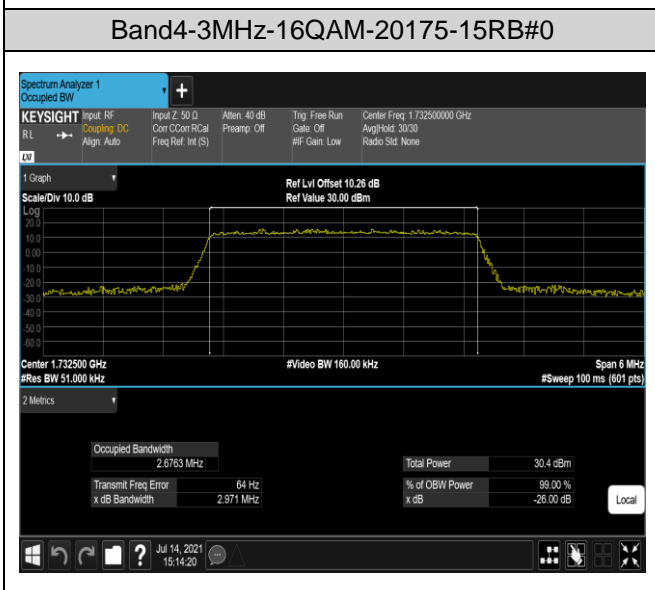 Band4-3MHz-16QAM-20175-15RB#0
Spectrum Analyzer 1
Occupied BW
KEYSIGHT
RL
LXI
Input: RF
Coupling: DC
Align: Auto
Input Z: 50 Ω
Corr CCorr RCal
Freq Ref: Int (S)
Atten: 40 dB
Preamp: Off
Trig: Free Run
Gate: Off
#IF Gain: Low
Center Freq: 1.732500000 GHz
Avg|Hold: 30/30
Radio Std: None
1 Graph
Scale/Div 10.0 dB
Ref Lvl Offset 10.26 dB
Ref Value 30.00 dBm
Log
20.0
10.0
0.00
-10.0
-20.0
-30.0
-40.0
-50.0
-60.0
Center 1.732500 GHz
#Res BW 51.000 kHz
#Video BW 160.00 kHz
Span 6 MHz
#Sweep 100 ms (601 pts)
2 Metrics
Occupied Bandwidth
2.6763 MHz
Transmit Freq Error 64 Hz
x dB Bandwidth 2.971 MHz
Total Power 30.4 dBm
% of OBW Power 99.00 %
x dB -26.00 dB
Local
?
Jul 14, 2021
15:14:20